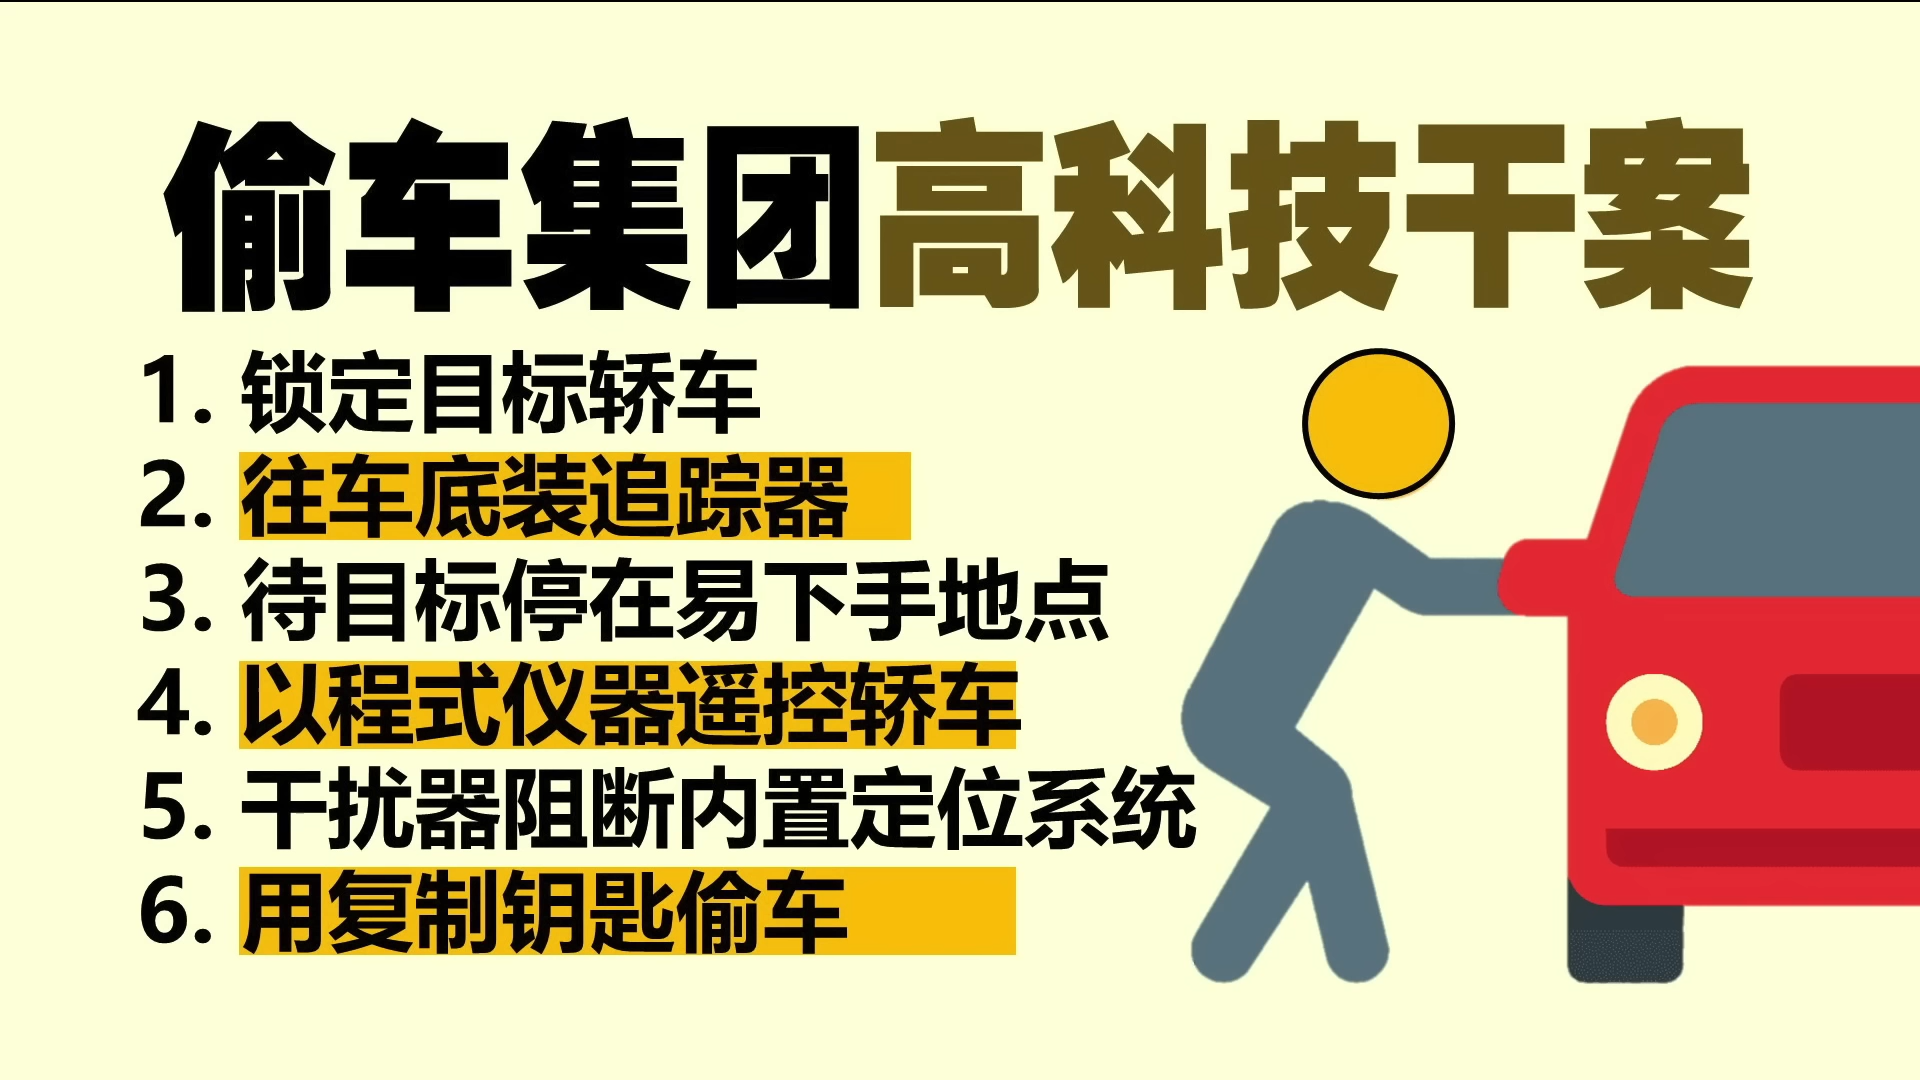 偷车集团高科技干案
1. 锁定目标轿车
2. 往车底装追踪器
3. 待目标停在易下手地点
4. 以程式仪器遥控轿车
5. 干扰器阻断内置定位系统
6. 用复制钥匙偷车